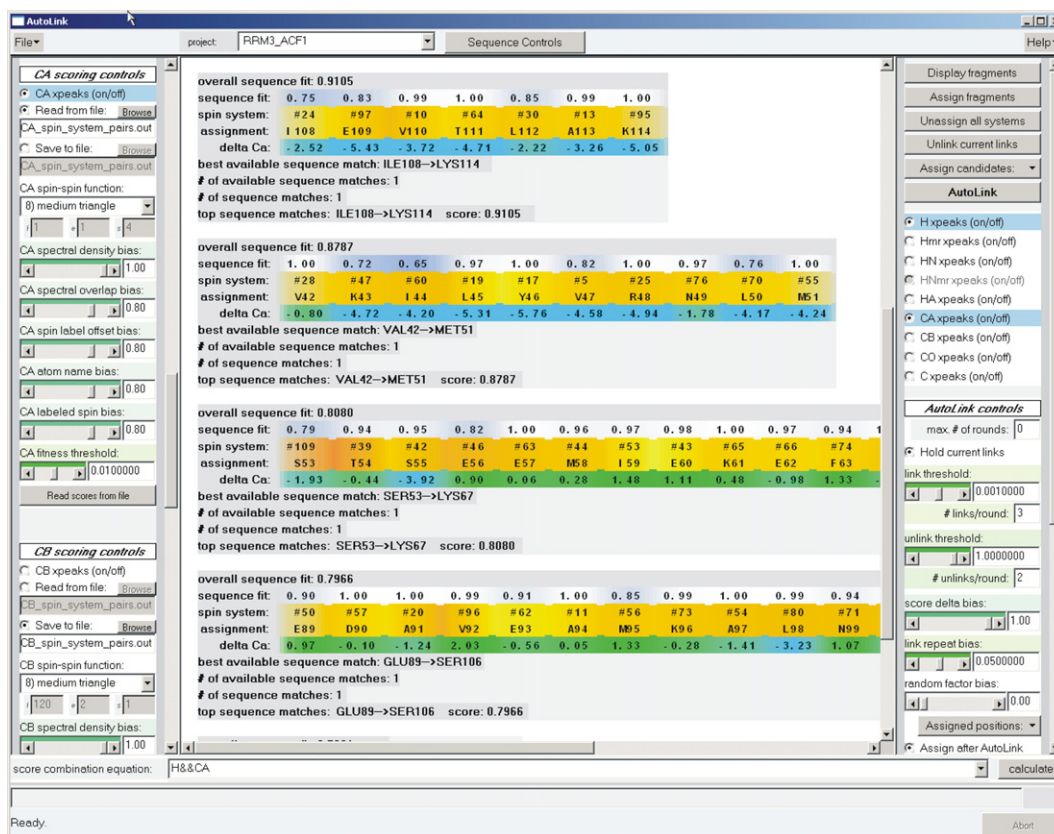 AutoLink
File
project: RRM3_ACF1 Sequence Controls Help
CA scoring controls
CA xpeaks (on/off)
Read from file: Browse
CA_spin_system_pairs.out
Save to file: Browse
CA_spin_system_pairs.out
CA spin-spin function:
8) medium triangle
1 1 4
CA spectral density bias:
1.00
CA spectral overlap bias:
0.80
CA spin label offset bias:
0.80
CA atom name bias:
0.80
CA labeled spin bias:
0.80
CA fitness threshold:
0.0100000
Read scores from file
CB scoring controls
CB xpeaks (on/off)
Read from file: Browse
CB_spin_system_pairs.out
Save to file: Browse
CB_spin_system_pairs.out
CB spin-spin function:
8) medium triangle
120 2 1
CB spectral density bias:
1.00
overall sequence fit: 0.9105
sequence fit: 0.75 0.83 0.99 1.00 0.85 0.99 1.00
spin system: #24 #97 #10 #64 #30 #13 #95
assignment: I108 E109 V110 T111 L112 A113 K114
delta Ca: -2.52 -5.43 -3.72 -4.71 -2.22 -3.26 -5.05
best available sequence match: ILE108->LYS114
# of available sequence matches: 1
# of sequence matches: 1
top sequence matches: ILE108->LYS114 score: 0.9105
overall sequence fit: 0.8787
sequence fit: 1.00 0.72 0.65 0.97 1.00 0.82 1.00 0.97 0.76 1.00
spin system: #28 #47 #60 #19 #17 #5 #25 #76 #70 #55
assignment: V42 K43 I44 L45 Y46 V47 R48 N49 L50 M51
delta Ca: -0.80 -4.72 -4.20 -5.31 -5.76 -4.58 -4.94 -1.78 -4.17 -4.24
best available sequence match: VAL42->MET51
# of available sequence matches: 1
# of sequence matches: 1
top sequence matches: VAL42->MET51 score: 0.8787
overall sequence fit: 0.8080
sequence fit: 0.79 0.94 0.95 0.82 1.00 0.96 0.97 0.98 1.00 0.97 0.94 1
spin system: #109 #39 #42 #46 #63 #44 #53 #43 #65 #66 #74
assignment: S53 T54 S55 E56 E57 M58 I59 E60 K61 E62 F63
delta Ca: -1.93 -0.44 -3.92 0.90 0.06 0.28 1.48 1.11 0.48 -0.98 1.33 -
best available sequence match: SER53->LYS67
# of available sequence matches: 1
# of sequence matches: 1
top sequence matches: SER53->LYS67 score: 0.8080
overall sequence fit: 0.7966
sequence fit: 0.90 1.00 1.00 0.99 0.91 1.00 0.85 0.99 1.00 0.99 0.94
spin system: #50 #57 #20 #96 #62 #11 #56 #73 #54 #80 #71
assignment: E89 D90 A91 V92 E93 A94 M95 K96 A97 L98 N99
delta Ca: 0.97 -0.10 -1.24 2.03 -0.56 0.05 1.33 -0.28 -1.41 -3.23 1.07
best available sequence match: GLU89->SER106
# of available sequence matches: 1
# of sequence matches: 1
top sequence matches: GLU89->SER106 score: 0.7966
Display fragments
Assign fragments
Unassign all systems
Unlink current links
Assign candidates:
AutoLink
H xpeaks (on/off)
Hmr xpeaks (on/off)
HN xpeaks (on/off)
HNmr xpeaks (on/off)
HA xpeaks (on/off)
CA xpeaks (on/off)
CB xpeaks (on/off)
CO xpeaks (on/off)
C xpeaks (on/off)
AutoLink controls
max. # of rounds: 0
Hold current links
link threshold:
0.0010000
# links/round: 3
unlink threshold:
1.0000000
# unlinks/round: 2
score delta bias:
1.00
link repeat bias:
0.0500000
random factor bias:
0.00
Assigned positions:
Assign after AutoLink
score combination equation: H&&CA calculate
Ready.
Abort